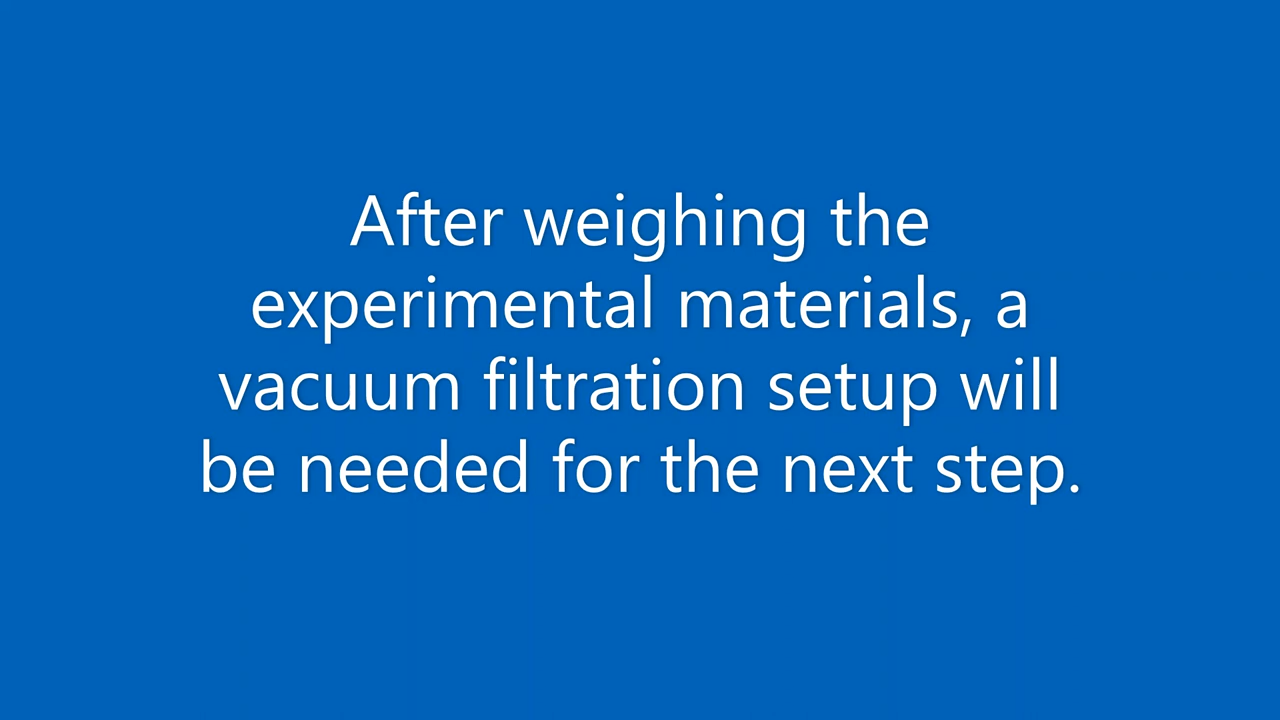 After weighing the
experimental materials, a
vacuum filtration setup will
be needed for the next step.